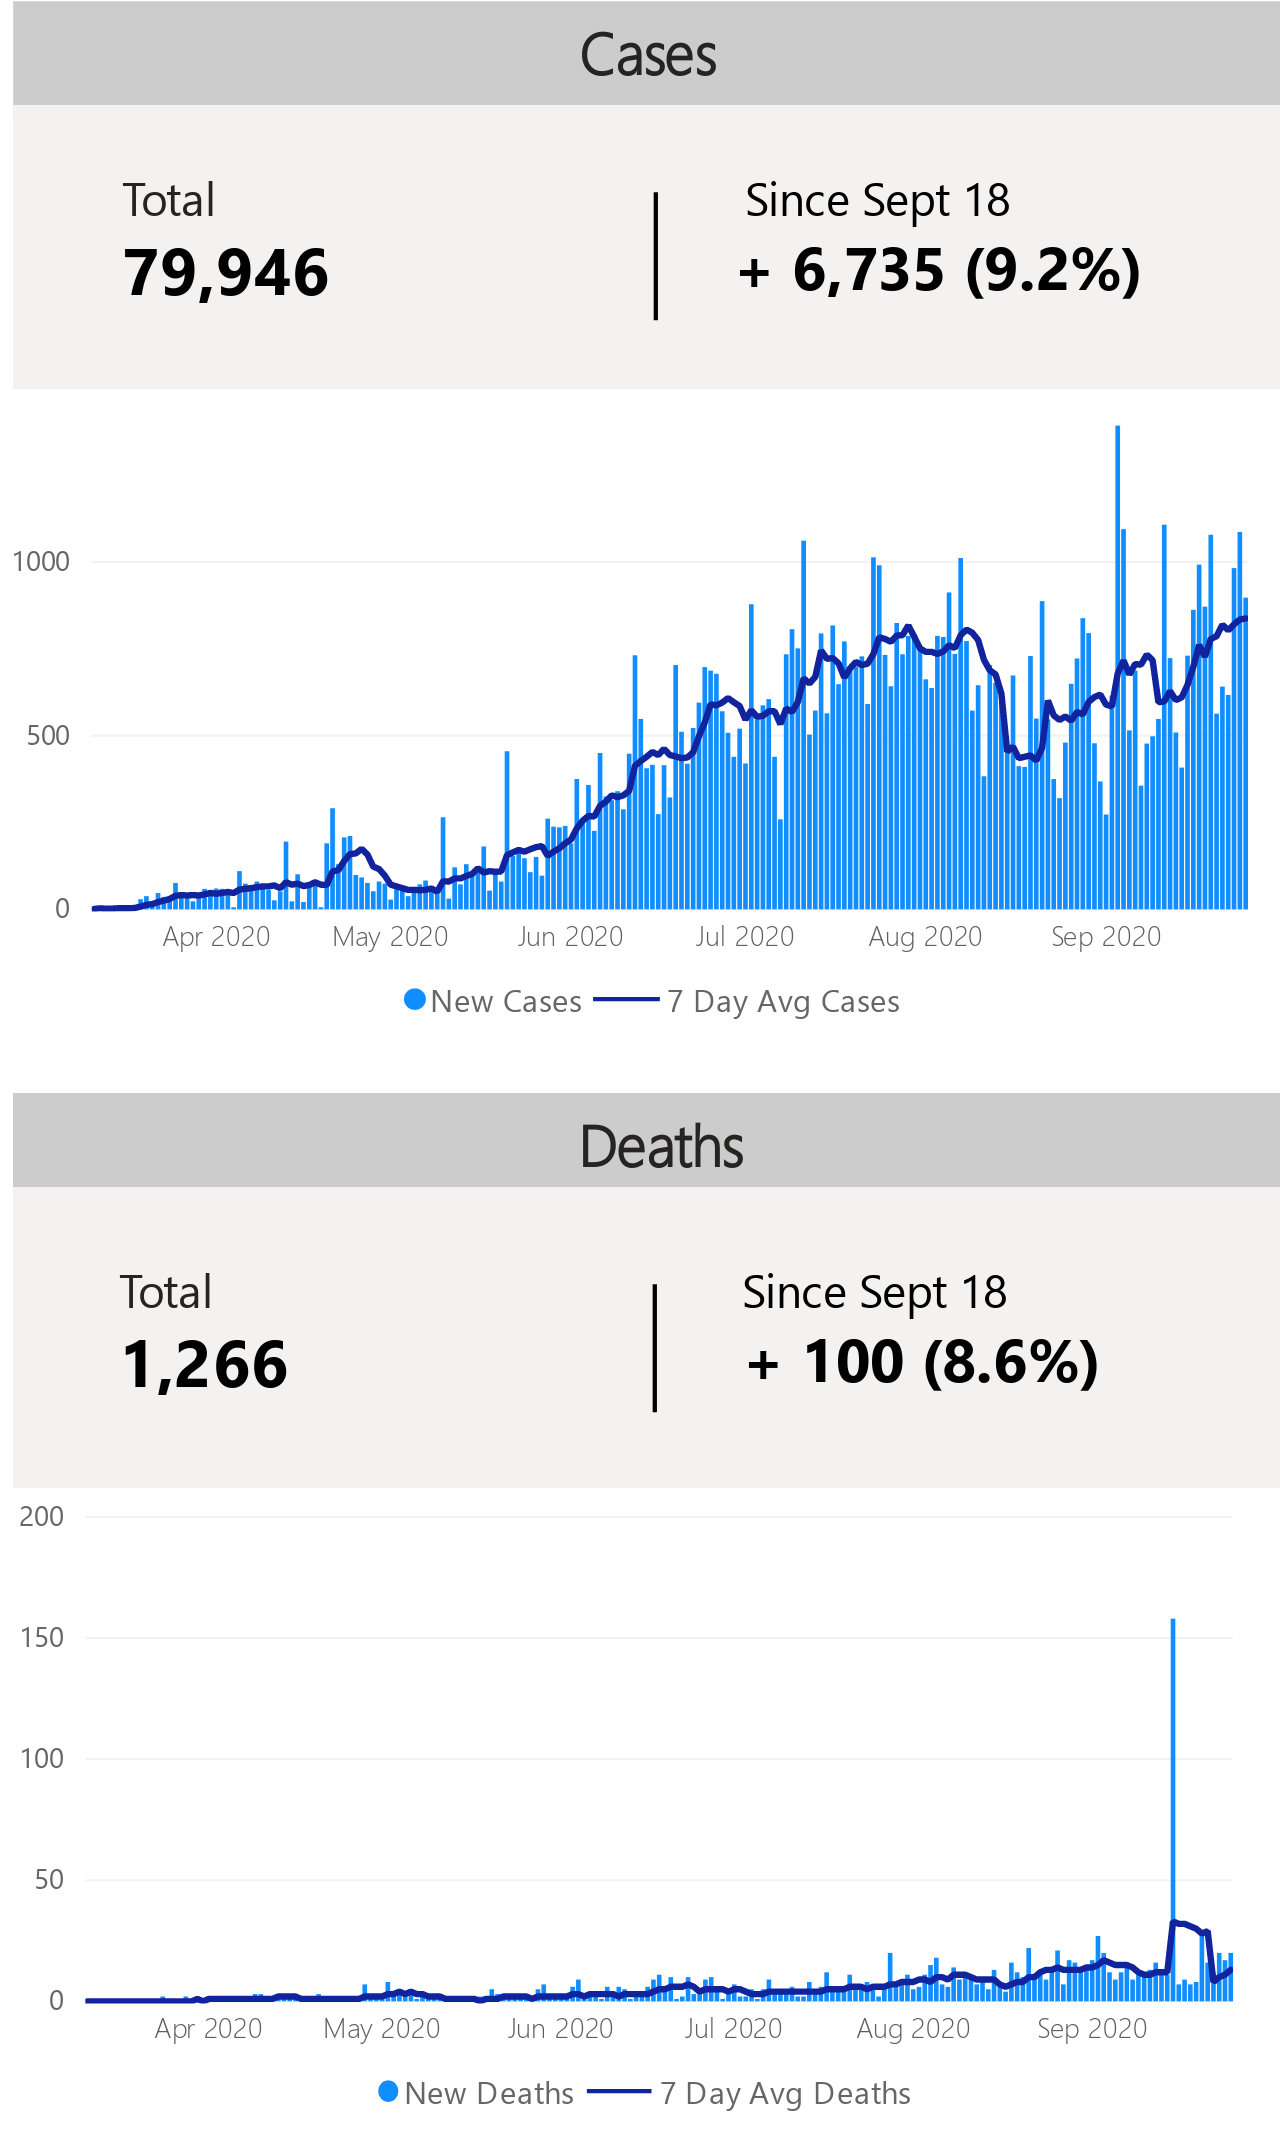 Cases
Total
Since Sept 18
79,946
+ 6,735 (9.2%)
1000
500
0
Apr 2020 May 2020 Jun 2020 Jul 2020 Aug 2020 Sep 2020
New Cases 7 Day Avg Cases
Deaths
Total
Since Sept 18
1,266
+ 100 (8.6%)
200
150
100
50
0
Apr 2020 May 2020 Jun 2020 Jul 2020 Aug 2020 Sep 2020
New Deaths 7 Day Avg Deaths